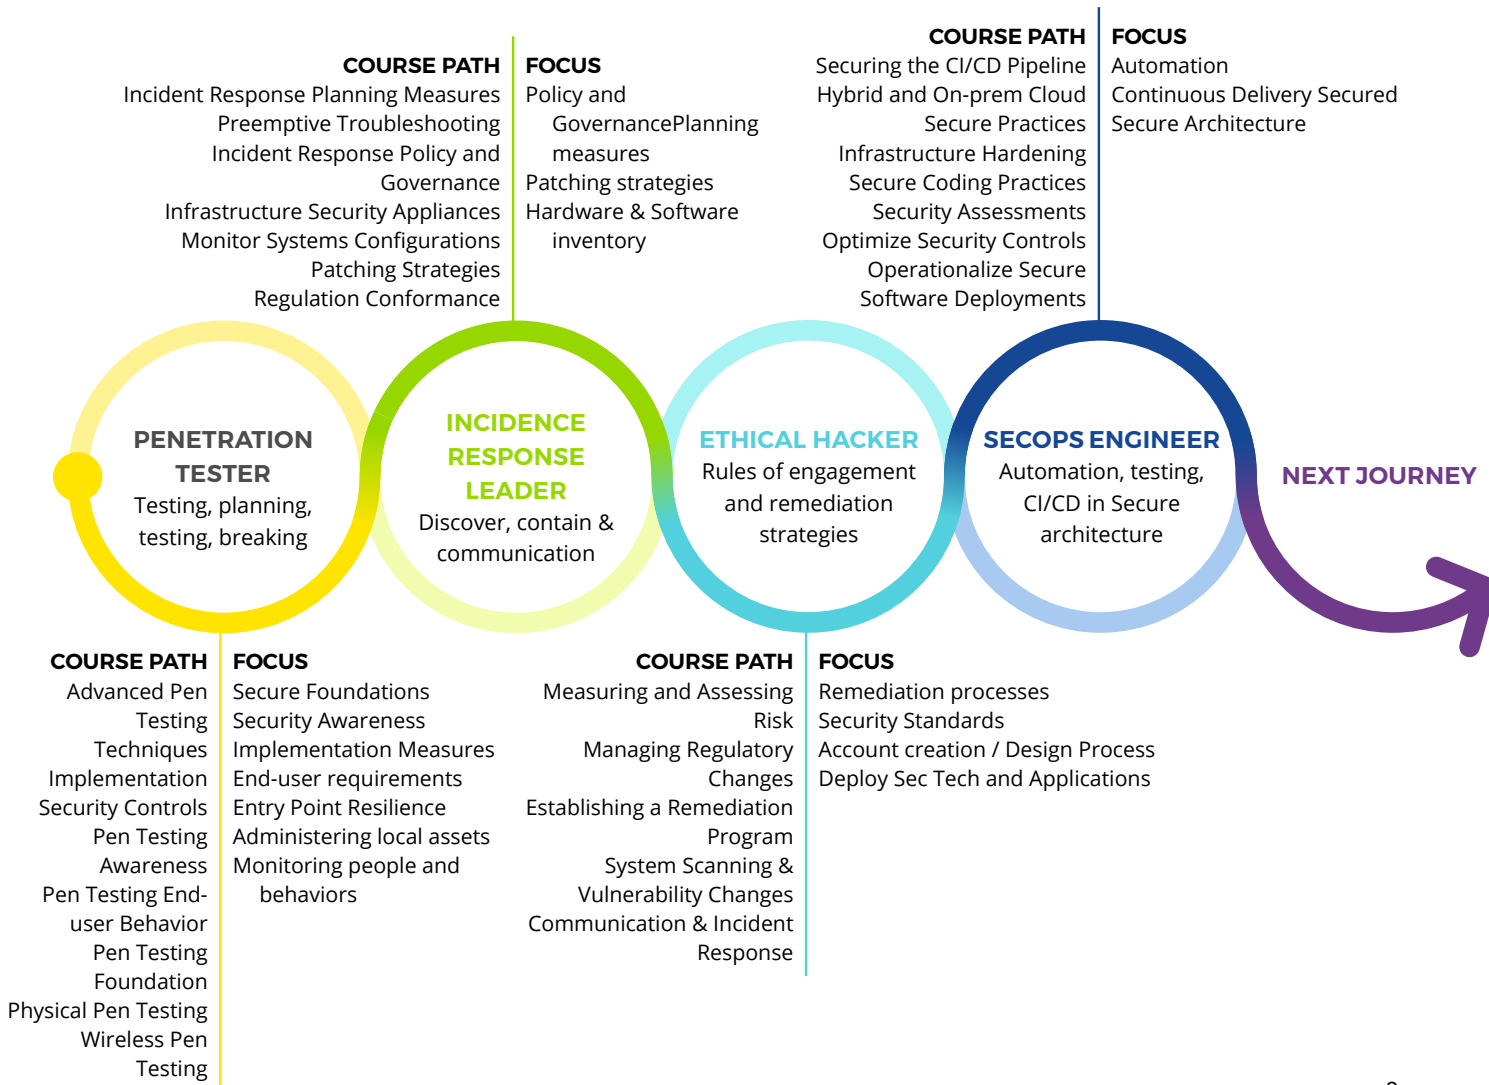 COURSE PATH
Incident Response Planning Measures
Preemptive Troubleshooting
Incident Response Policy and
Governance
Infrastructure Security Appliances
Monitor Systems Configurations
Patching Strategies
Regulation Conformance
FOCUS
Policy and
GovernancePlanning
measures
Patching strategies
Hardware & Software
inventory
COURSE PATH
Securing the CI/CD Pipeline
Hybrid and On-prem Cloud
Secure Practices
Infrastructure Hardening
Secure Coding Practices
Security Assessments
Optimize Security Controls
Operationalize Secure
Software Deployments
FOCUS
Automation
Continuous Delivery Secured
Secure Architecture
PENETRATION
TESTER
Testing, planning,
testing, breaking
INCIDENCE
RESPONSE
LEADER
Discover, contain &
communication
ETHICAL HACKER
Rules of engagement
and remediation
strategies
SECOPS ENGINEER
Automation, testing,
CI/CD in Secure
architecture
NEXT JOURNEY
COURSE PATH
Advanced Pen
Testing
Techniques
Implementation
Security Controls
Pen Testing
Awareness
Pen Testing End-
user Behavior
Pen Testing
Foundation
Physical Pen Testing
Wireless Pen
Testing
FOCUS
Secure Foundations
Security Awareness
Implementation Measures
End-user requirements
Entry Point Resilience
Administering local assets
Monitoring people and
behaviors
COURSE PATH
Measuring and Assessing
Risk
Managing Regulatory
Changes
Establishing a Remediation
Program
System Scanning &
Vulnerability Changes
Communication & Incident
Response
FOCUS
Remediation processes
Security Standards
Account creation / Design Process
Deploy Sec Tech and Applications